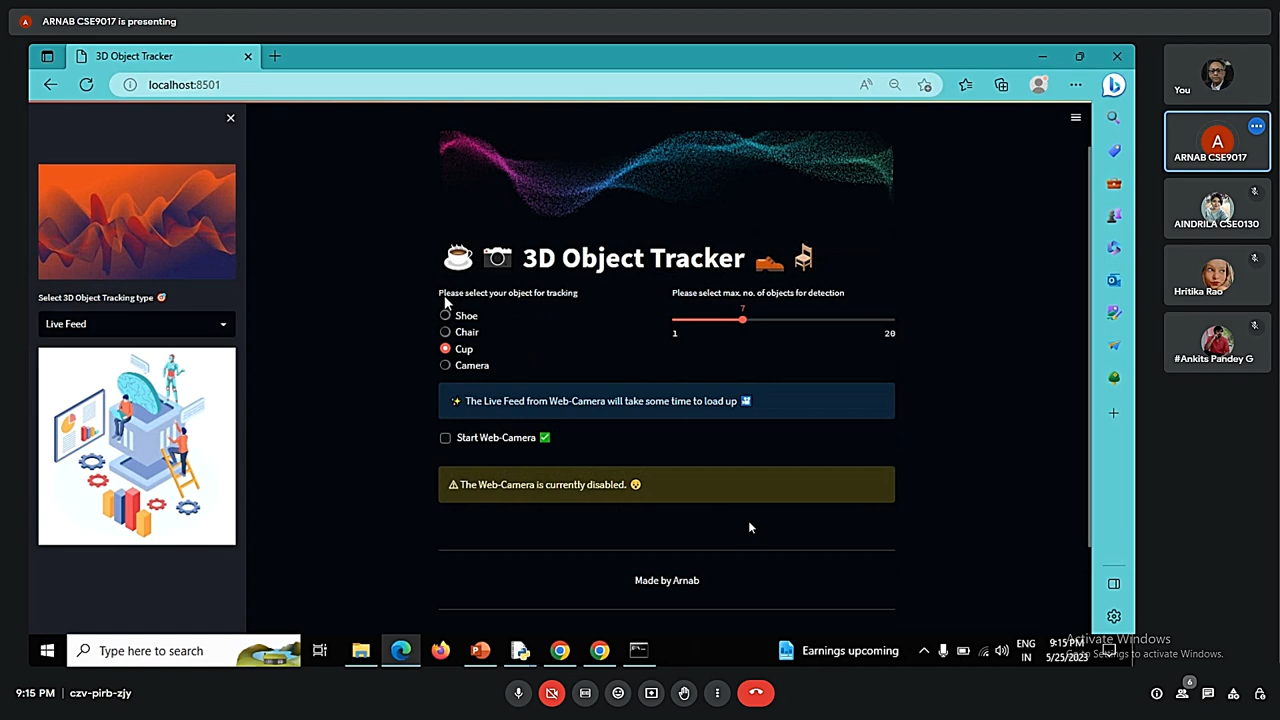 A ARNAB CSE9017 is presenting
3D Object Tracker
localhost:8501
You
A
ARNAB CSE9017
AINDRILA CSE0130
Hritika Rao
#Ankits Pandey G
Select 3D Object Tracking type
Live Feed
3D Object Tracker
Please select your object for tracking
Shoe
Chair
Cup
Camera
Please select max. no. of objects for detection
7
1 20
The Live Feed from Web-Camera will take some time to load up
Start Web-Camera
The Web-Camera is currently disabled.
Made by Arnab
Type here to search
Earnings upcoming
ENG
IN
9:15 PM
5/25/2023
Activate Windows
Go to Settings to activate Windows.
9:15 PM | czv-pirb-zjy
6